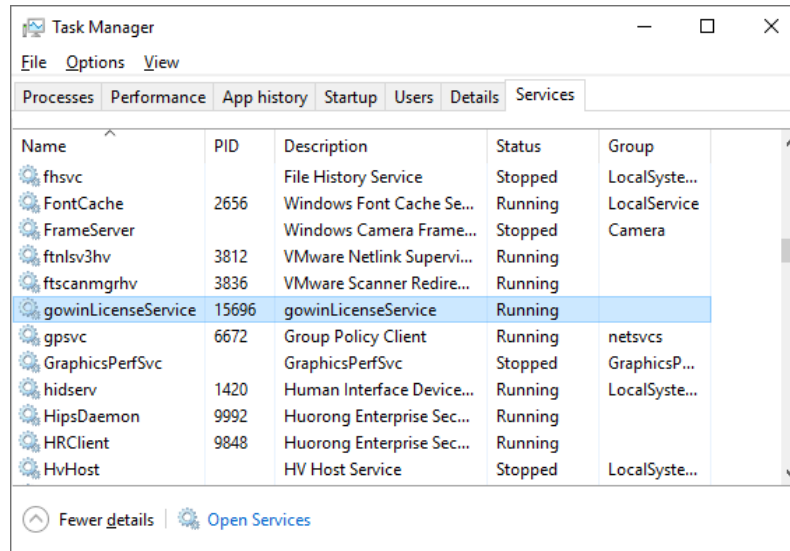 Task Manager
File Options View
Processes Performance App history Startup Users Details Services
Name PID Description Status Group
fhsvc File History Service Stopped LocalSyste...
FontCache 2656 Windows Font Cache Se... Running LocalService
FrameServer Windows Camera Frame... Stopped Camera
ftnlsv3hv 3812 VMware Netlink Supervi... Running
ftscanmgrhv 3836 VMware Scanner Redire... Running
gowinLicenseService 15696 gowinLicenseService Running
gpsvc 6672 Group Policy Client Running netsvcs
GraphicsPerfSvc GraphicsPerfSvc Stopped GraphicsP...
hidserv 1420 Human Interface Device... Running LocalSyste...
HipsDaemon 9992 Huorong Enterprise Sec... Running
HRClient 9848 Huorong Enterprise Sec... Running
HvHost HV Host Service Stopped LocalSyste...
Fewer details Open Services